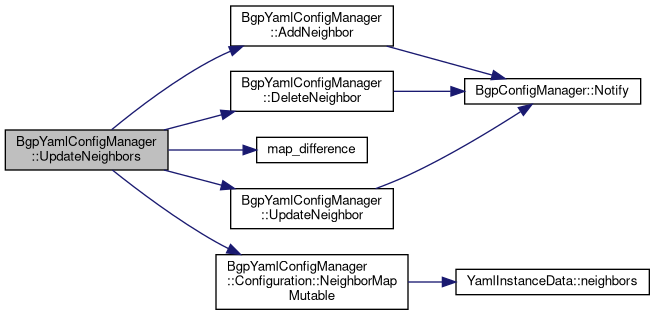 BgpYamlConfigManager
::UpdateNeighbors
BgpYamlConfigManager
::AddNeighbor
BgpYamlConfigManager
::DeleteNeighbor
map_difference
BgpYamlConfigManager
::UpdateNeighbor
BgpYamlConfigManager
::Configuration::NeighborMap
Mutable
BgpConfigManager::Notify
YamlInstanceData::neighbors